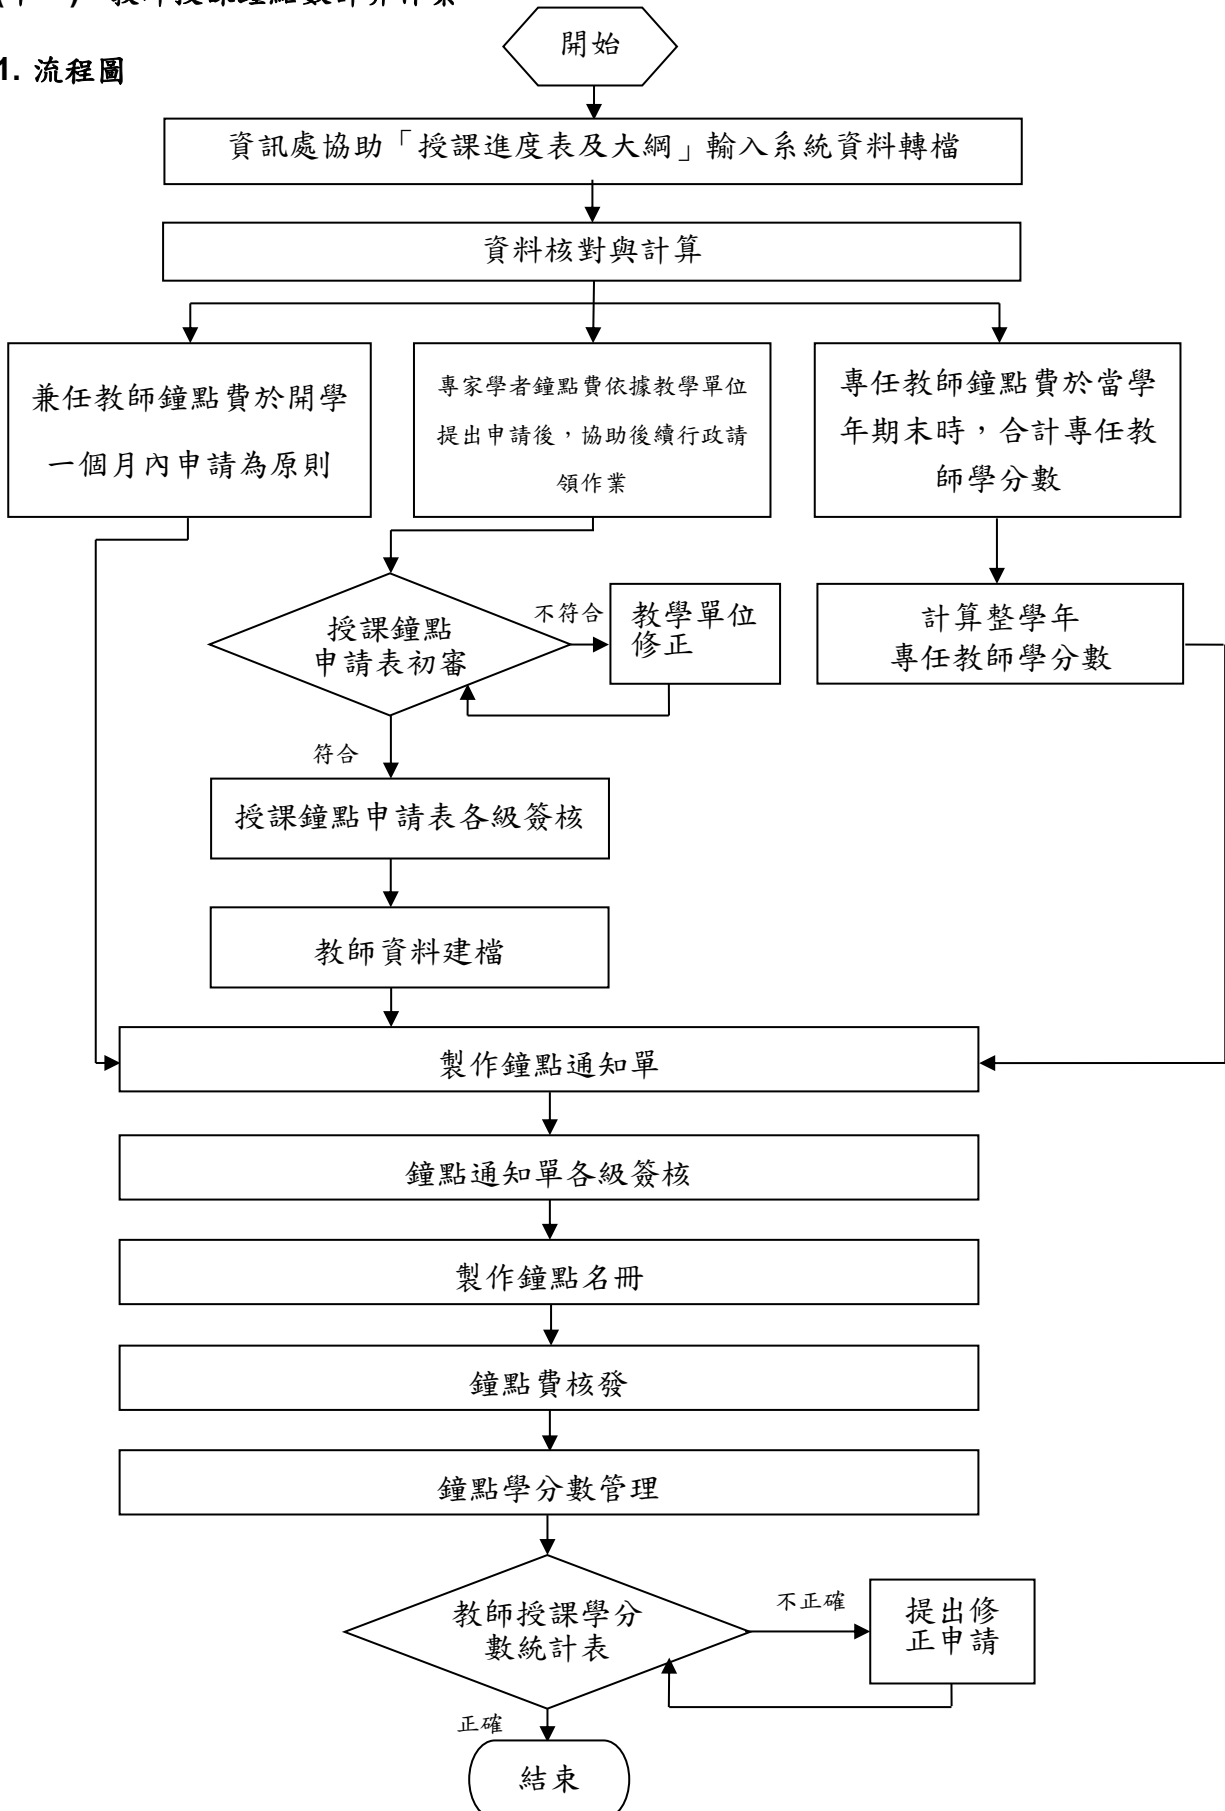 教師授課鐘點數計算作業
1. 流程圖
開始
資訊處協助「授課進度表及大綱」輸入系統資料轉檔
資料核對與計算
兼任教師鐘點費於開學
一個月內申請為原則
專家學者鐘點費依據教學單位
提出申請後，協助後續行政請
領作業
專任教師鐘點費於當學
年期末時，合計專任教
師學分數
授課鐘點
申請表初審
不符合
教學單位
修正
計算整學年
專任教師學分數
符合
授課鐘點申請表各級簽核
教師資料建檔
製作鐘點通知單
鐘點通知單各級簽核
製作鐘點名冊
鐘點費核發
鐘點學分數管理
教師授課學分
數統計表
不正確
提出修
正申請
正確
結束